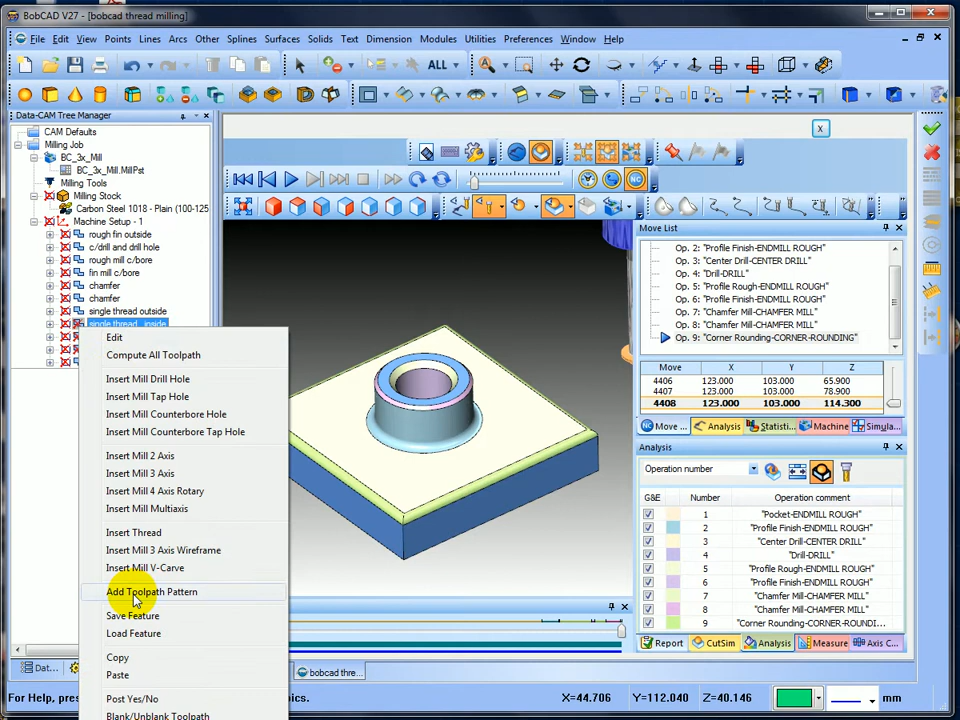 BobCAD V27 - [bobcad thread milling]
File Edit View Points Lines Arcs Other Splines Surfaces Solids Text Dimension Modules Utilities Preferences Window Help
ALL
Data-CAM Tree Manager
CAM Defaults
Milling Job
BC_3x_Mill
BC_3x_Mill.MillPst
Milling Tools
Milling Stock
Carbon Steel 1018 - Plain (100-125
Machine Setup - 1
rough fin outside
c/drill and drill hole
rough mill c/bore
fin mill c/bore
chamfer
chamfer
single thread outside
single thread inside
Edit
Compute All Toolpath
Insert Mill Drill Hole
Insert Mill Tap Hole
Insert Mill Counterbore Hole
Insert Mill Counterbore Tap Hole
Insert Mill 2 Axis
Insert Mill 3 Axis
Insert Mill 4 Axis Rotary
Insert Mill Multiaxis
Insert Thread
Insert Mill 3 Axis Wireframe
Insert Mill V-Carve
Add Toolpath Pattern
Save Feature
Load Feature
Copy
Paste
Post Yes/No
Blank/Unblank Toolpath
X
NC
Move List
Op. 2: "Profile Finish-ENDMILL ROUGH"
Op. 3: "Center Drill-CENTER DRILL"
Op. 4: "Drill-DRILL"
Op. 5: "Profile Rough-ENDMILL ROUGH"
Op. 6: "Profile Finish-ENDMILL ROUGH"
Op. 7: "Chamfer Mill-CHAMFER MILL"
Op. 8: "Chamfer Mill-CHAMFER MILL"
Op. 9: "Corner Rounding-CORNER-ROUNDING"
Move X Y Z
4406 123.000 103.000 65.900
4407 123.000 103.000 75.900
4408 123.000 103.000 114.300
Move ... Analysis Statisti... Machine Simula...
Analysis
Operation number
G&E Number Operation comment
1 "Pocket-ENDMILL ROUGH"
2 "Profile Finish-ENDMILL ROUGH"
3 "Center Drill-CENTER DRILL"
4 "Drill-DRILL"
5 "Profile Rough-ENDMILL ROUGH"
6 "Profile Finish-ENDMILL ROUGH"
7 "Chamfer Mill-CHAMFER MILL"
8 "Chamfer Mill-CHAMFER MILL"
9 "Corner Rounding-CORNER-ROUNDI...
Report CutSim Analysis Measure Axis C...
Dat...
bobcad thre...
For Help, pres
X=44.706 Y=112.040 Z=40.146 mm